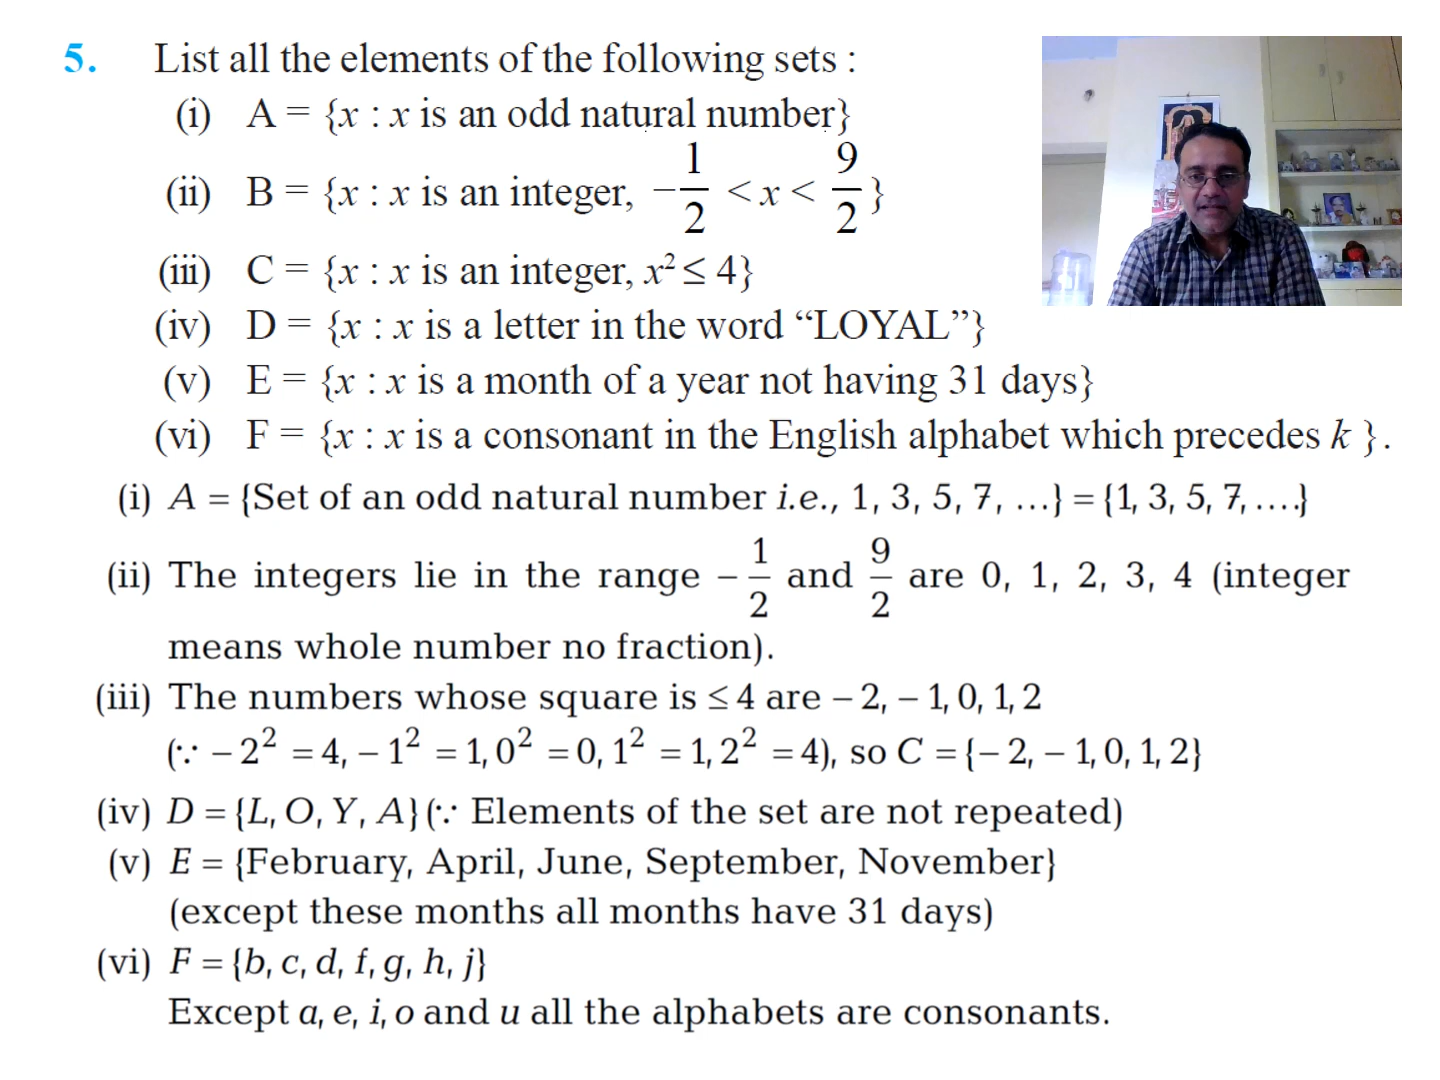 5. List all the elements of the following sets :
(i) A = {x : x is an odd natural number}
(ii) B = {x : x is an integer, −1/2 < x < 9/2}
(iii) C = {x : x is an integer, x² ≤ 4}
(iv) D = {x : x is a letter in the word “LOYAL”}
(v) E = {x : x is a month of a year not having 31 days}
(vi) F = {x : x is a consonant in the English alphabet which precedes k }.
(i) A = {Set of an odd natural number i.e., 1, 3, 5, 7, ...} = {1, 3, 5, 7, ....}
(ii) The integers lie in the range −1/2 and 9/2 are 0, 1, 2, 3, 4 (integer
means whole number no fraction).
(iii) The numbers whose square is ≤ 4 are − 2, − 1, 0, 1, 2
(∵ − 2² = 4, − 1² = 1, 0² = 0, 1² = 1, 2² = 4), so C = {− 2, − 1, 0, 1, 2}
(iv) D = {L, O, Y, A} (∵ Elements of the set are not repeated)
(v) E = {February, April, June, September, November}
(except these months all months have 31 days)
(vi) F = {b, c, d, f, g, h, j}
Except a, e, i, o and u all the alphabets are consonants.